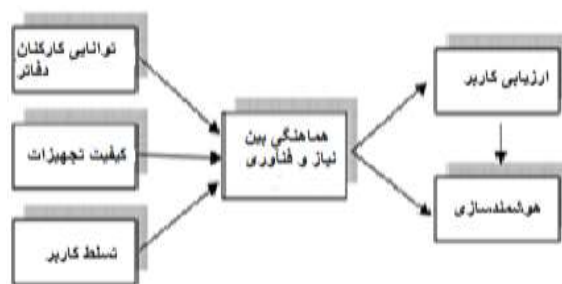 توانایی کارکنان
دفاتر
کیفیت تجهیزات
تسلط کاربر
هماهنگی بین
نیاز و فناوری
ارزیابی کاربر
هوشمندسازی